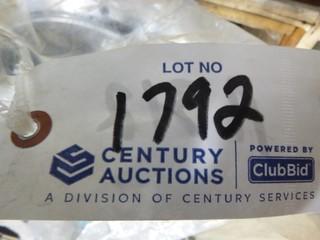 LOT NO
1792
CENTURY AUCTIONS
POWERED BY
ClubBid
A DIVISION OF CENTURY SERVICES